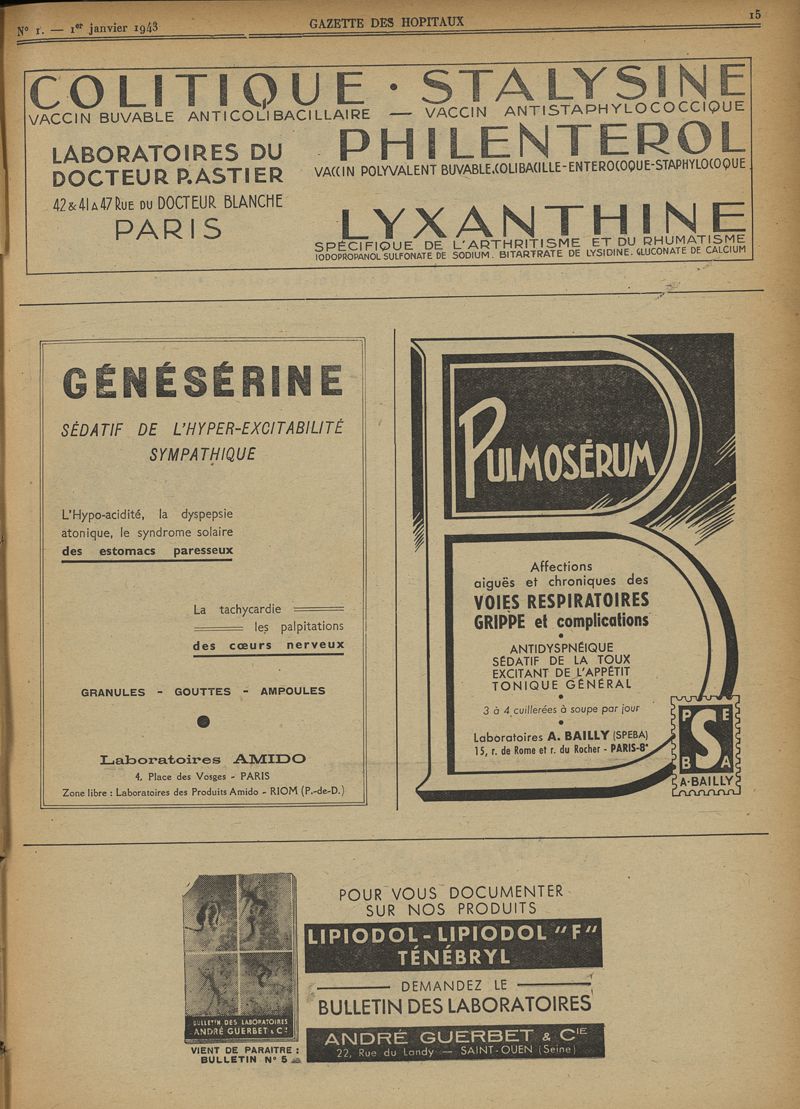 N° 1. — 1er janvier 1943
GAZETTE DES HOPITAUX
15
COLITIQUE · STALYSINE
VACCIN BUVABLE ANTICOLIBACILLAIRE — VACCIN ANTISTAPHYLOCOCCIQUE
LABORATOIRES DU
DOCTEUR P. ASTIER
42 & 41 A 47 RUE DU DOCTEUR BLANCHE
PARIS
PHILENTEROL
VACCIN POLYVALENT BUVABLE. COLIBACILLE-ENTEROCOQUE-STAPHYLOCOQUE
LYXANTHINE
SPÉCIFIQUE DE L'ARTHRITISME ET DU RHUMATISME
IODOPROPANOL SULFONATE DE SODIUM. BITARTRATE DE LYSIDINE. GLUCONATE DE CALCIUM
GÉNÉSÉRINE
SÉDATIF DE L'HYPER-EXCITABILITÉ
SYMPATHIQUE
L'Hypo-acidité, la dyspepsie
atonique, le syndrome solaire
des estomacs paresseux
La tachycardie
les palpitations
des cœurs nerveux
GRANULES - GOUTTES - AMPOULES
Laboratoires AMIDO
4, Place des Vosges - PARIS
Zone libre : Laboratoires des Produits Amido - RIOM (P.-de-D.)
PULMOSÉRUM
Affections
aiguës et chroniques des
VOIES RESPIRATOIRES
GRIPPE et complications
•
ANTIDYSPNÉIQUE
SÉDATIF DE LA TOUX
EXCITANT DE L'APPÉTIT
TONIQUE GÉNÉRAL
•
3 à 4 cuillerées à soupe par jour
•
Laboratoires A. BAILLY (SPEBA)
15, r. de Rome et r. du Rocher - PARIS-8e
P E
S
B A
A·BAILLY
POUR VOUS DOCUMENTER
SUR NOS PRODUITS
LIPIODOL - LIPIODOL "F"
TÉNÉBRYL
DEMANDEZ LE
BULLETIN DES LABORATOIRES
ANDRÉ GUERBET & CIE
22, Rue du Landy — SAINT-OUEN (Seine)
BULLETIN DES LABORATOIRES
ANDRÉ GUERBET & Cie
VIENT DE PARAITRE :
BULLETIN N° 5